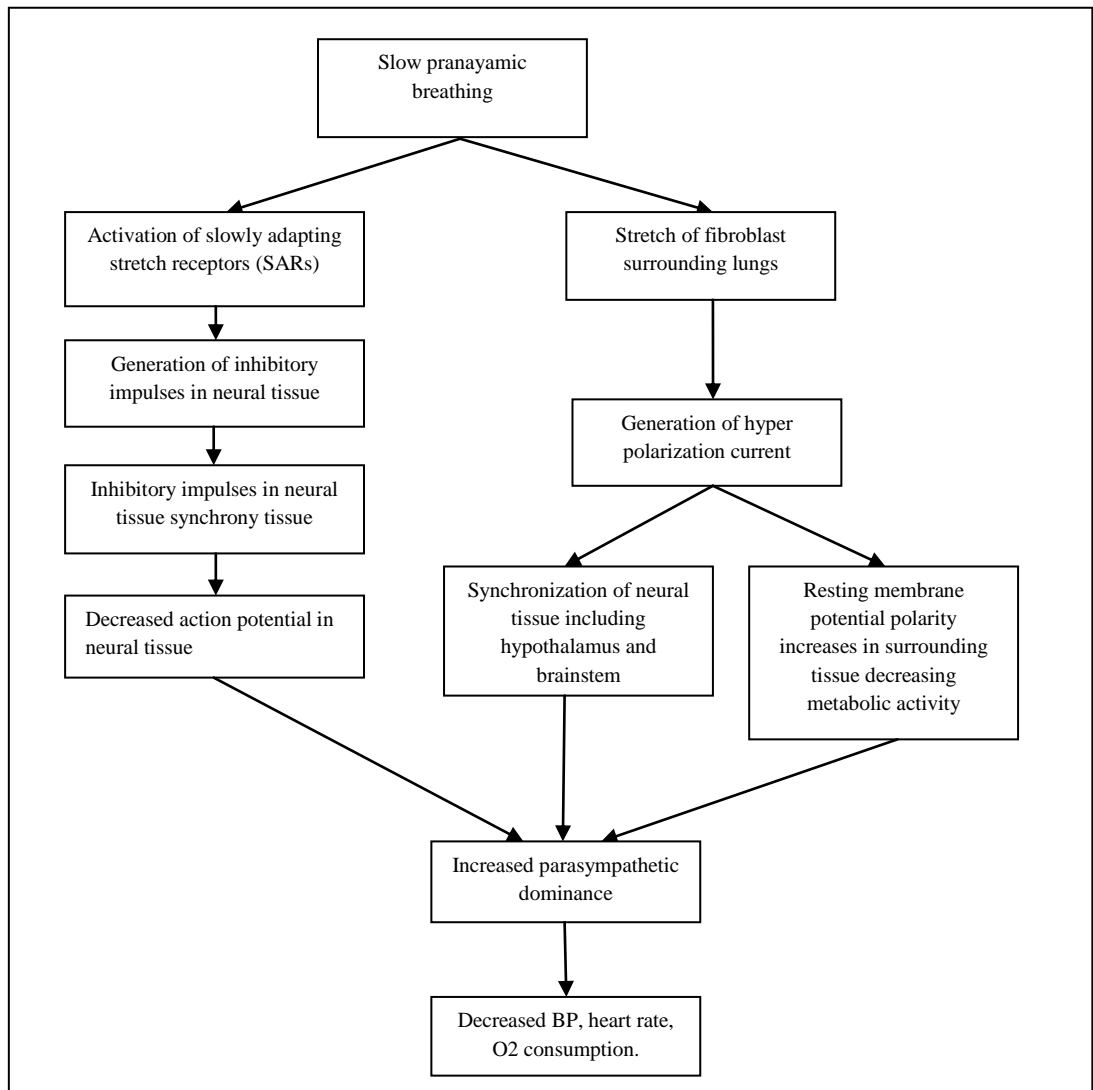 Slow pranayamic
breathing
Activation of slowly adapting
stretch receptors (SARs)
Stretch of fibroblast
surrounding lungs
Generation of inhibitory
impulses in neural tissue
Generation of hyper
polarization current
Inhibitory impulses in neural
tissue synchrony tissue
Decreased action potential in
neural tissue
Synchronization of neural
tissue including
hypothalamus and
brainstem
Resting membrane
potential polarity
increases in surrounding
tissue decreasing
metabolic activity
Increased parasympathetic
dominance
Decreased BP, heart rate,
O2 consumption.